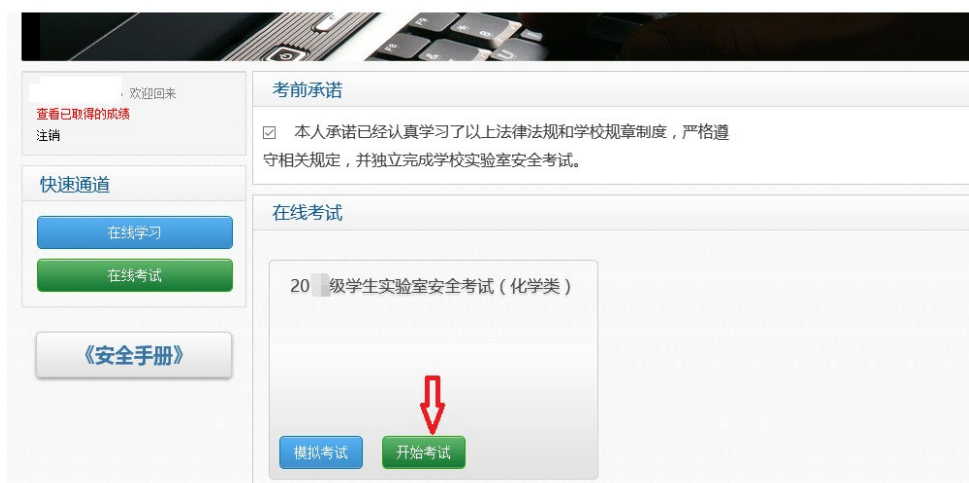 欢迎回来
查看已取得的成绩
注销
快速通道
在线学习
在线考试
《安全手册》
考前承诺
☑ 本人承诺已经认真学习了以上法律法规和学校规章制度，严格遵
守相关规定，并独立完成学校实验室安全考试。
在线考试
20 级学生实验室安全考试（化学类）
模拟考试
开始考试